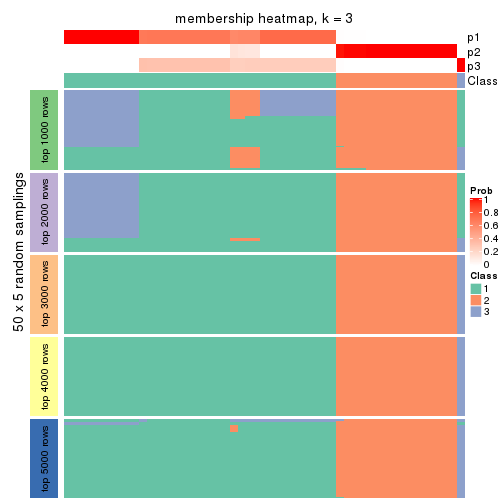 membership heatmap, k = 3
p1
p2
p3
Class
50 x 5 random samplings
top 1000 rows
top 2000 rows
top 3000 rows
top 4000 rows
top 5000 rows
Prob
1
0.8
0.6
0.4
0.2
0
Class
1
2
3